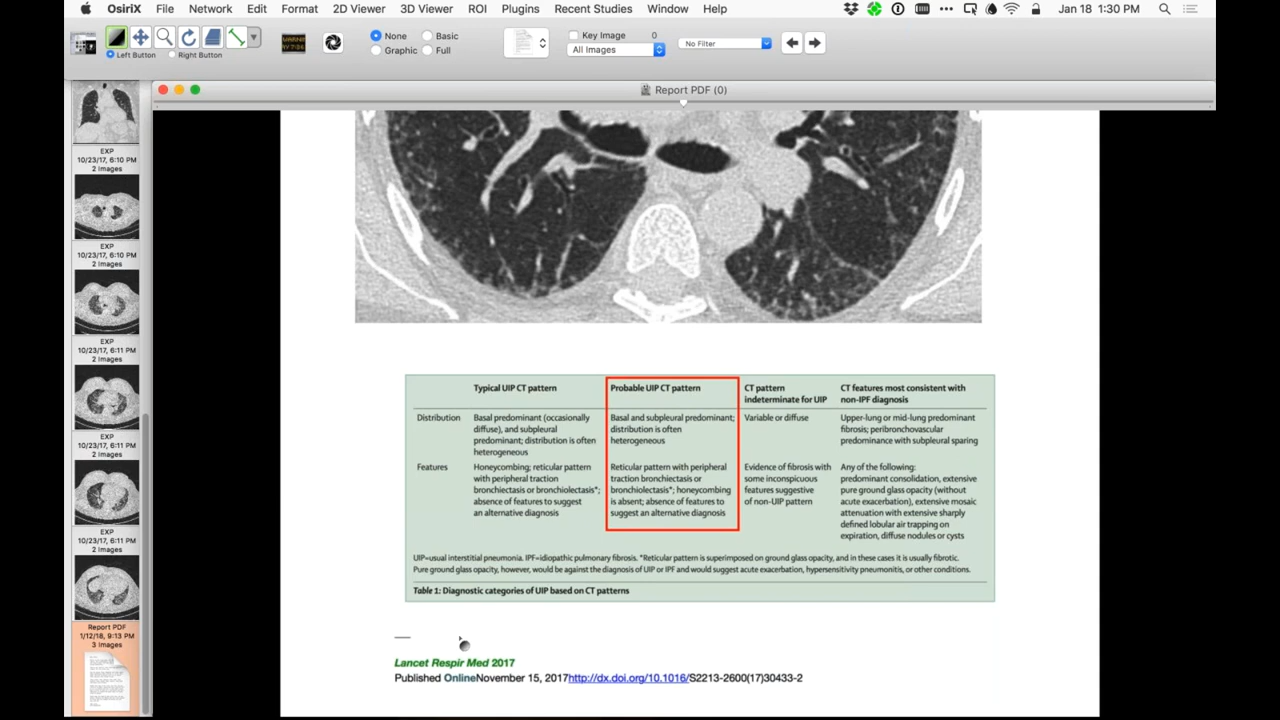 OsiriX File Network Edit Format 2D Viewer 3D Viewer ROI Plugins Recent Studies Window Help Jan 18 1:30 PM
None Basic Key Image 0 No Filter
Graphic Full All Images
Left Button Right Button
Report PDF (0)
EXP
10/23/17, 6:10 PM
2 Images
EXP
10/23/17, 6:10 PM
2 Images
EXP
10/23/17, 6:11 PM
2 Images
EXP
10/23/17, 6:11 PM
2 Images
EXP
10/23/17, 6:11 PM
2 Images
Report PDF
1/12/18, 9:13 PM
3 Images
Typical UIP CT pattern
Probable UIP CT pattern
CT pattern
indeterminate for UIP
CT features most consistent with
non-IPF diagnosis
Distribution
Basal predominant (occasionally
diffuse), and subpleural
predominant; distribution is often
heterogeneous
Basal and subpleural predominant;
distribution is often
heterogeneous
Variable or diffuse
Upper-lung or mid-lung predominant
fibrosis; peribronchovascular
predominance with subpleural sparing
Features
Honeycombing; reticular pattern
with peripheral traction
bronchiectasis or bronchiolectasis*;
absence of features to suggest
an alternative diagnosis
Reticular pattern with peripheral
traction bronchiectasis or
bronchiolectasis*; honeycombing
is absent; absence of features to
suggest an alternative diagnosis
Evidence of fibrosis with
some inconspicuous
features suggestive
of non-UIP pattern
Any of the following:
predominant consolidation, extensive
pure ground glass opacity (without
acute exacerbation), extensive mosaic
attenuation with extensive sharply
defined lobular air trapping on
expiration, diffuse nodules or cysts
UIP=usual interstitial pneumonia. IPF=idiopathic pulmonary fibrosis. *Reticular pattern is superimposed on ground glass opacity, and in these cases it is usually fibrotic.
Pure ground glass opacity, however, would be against the diagnosis of UIP or IPF and would suggest acute exacerbation, hypersensitivity pneumonitis, or other conditions.
Table 1: Diagnostic categories of UIP based on CT patterns
Lancet Respir Med 2017
Published OnlineNovember 15, 2017http://dx.doi.org/10.1016/S2213-2600(17)30433-2